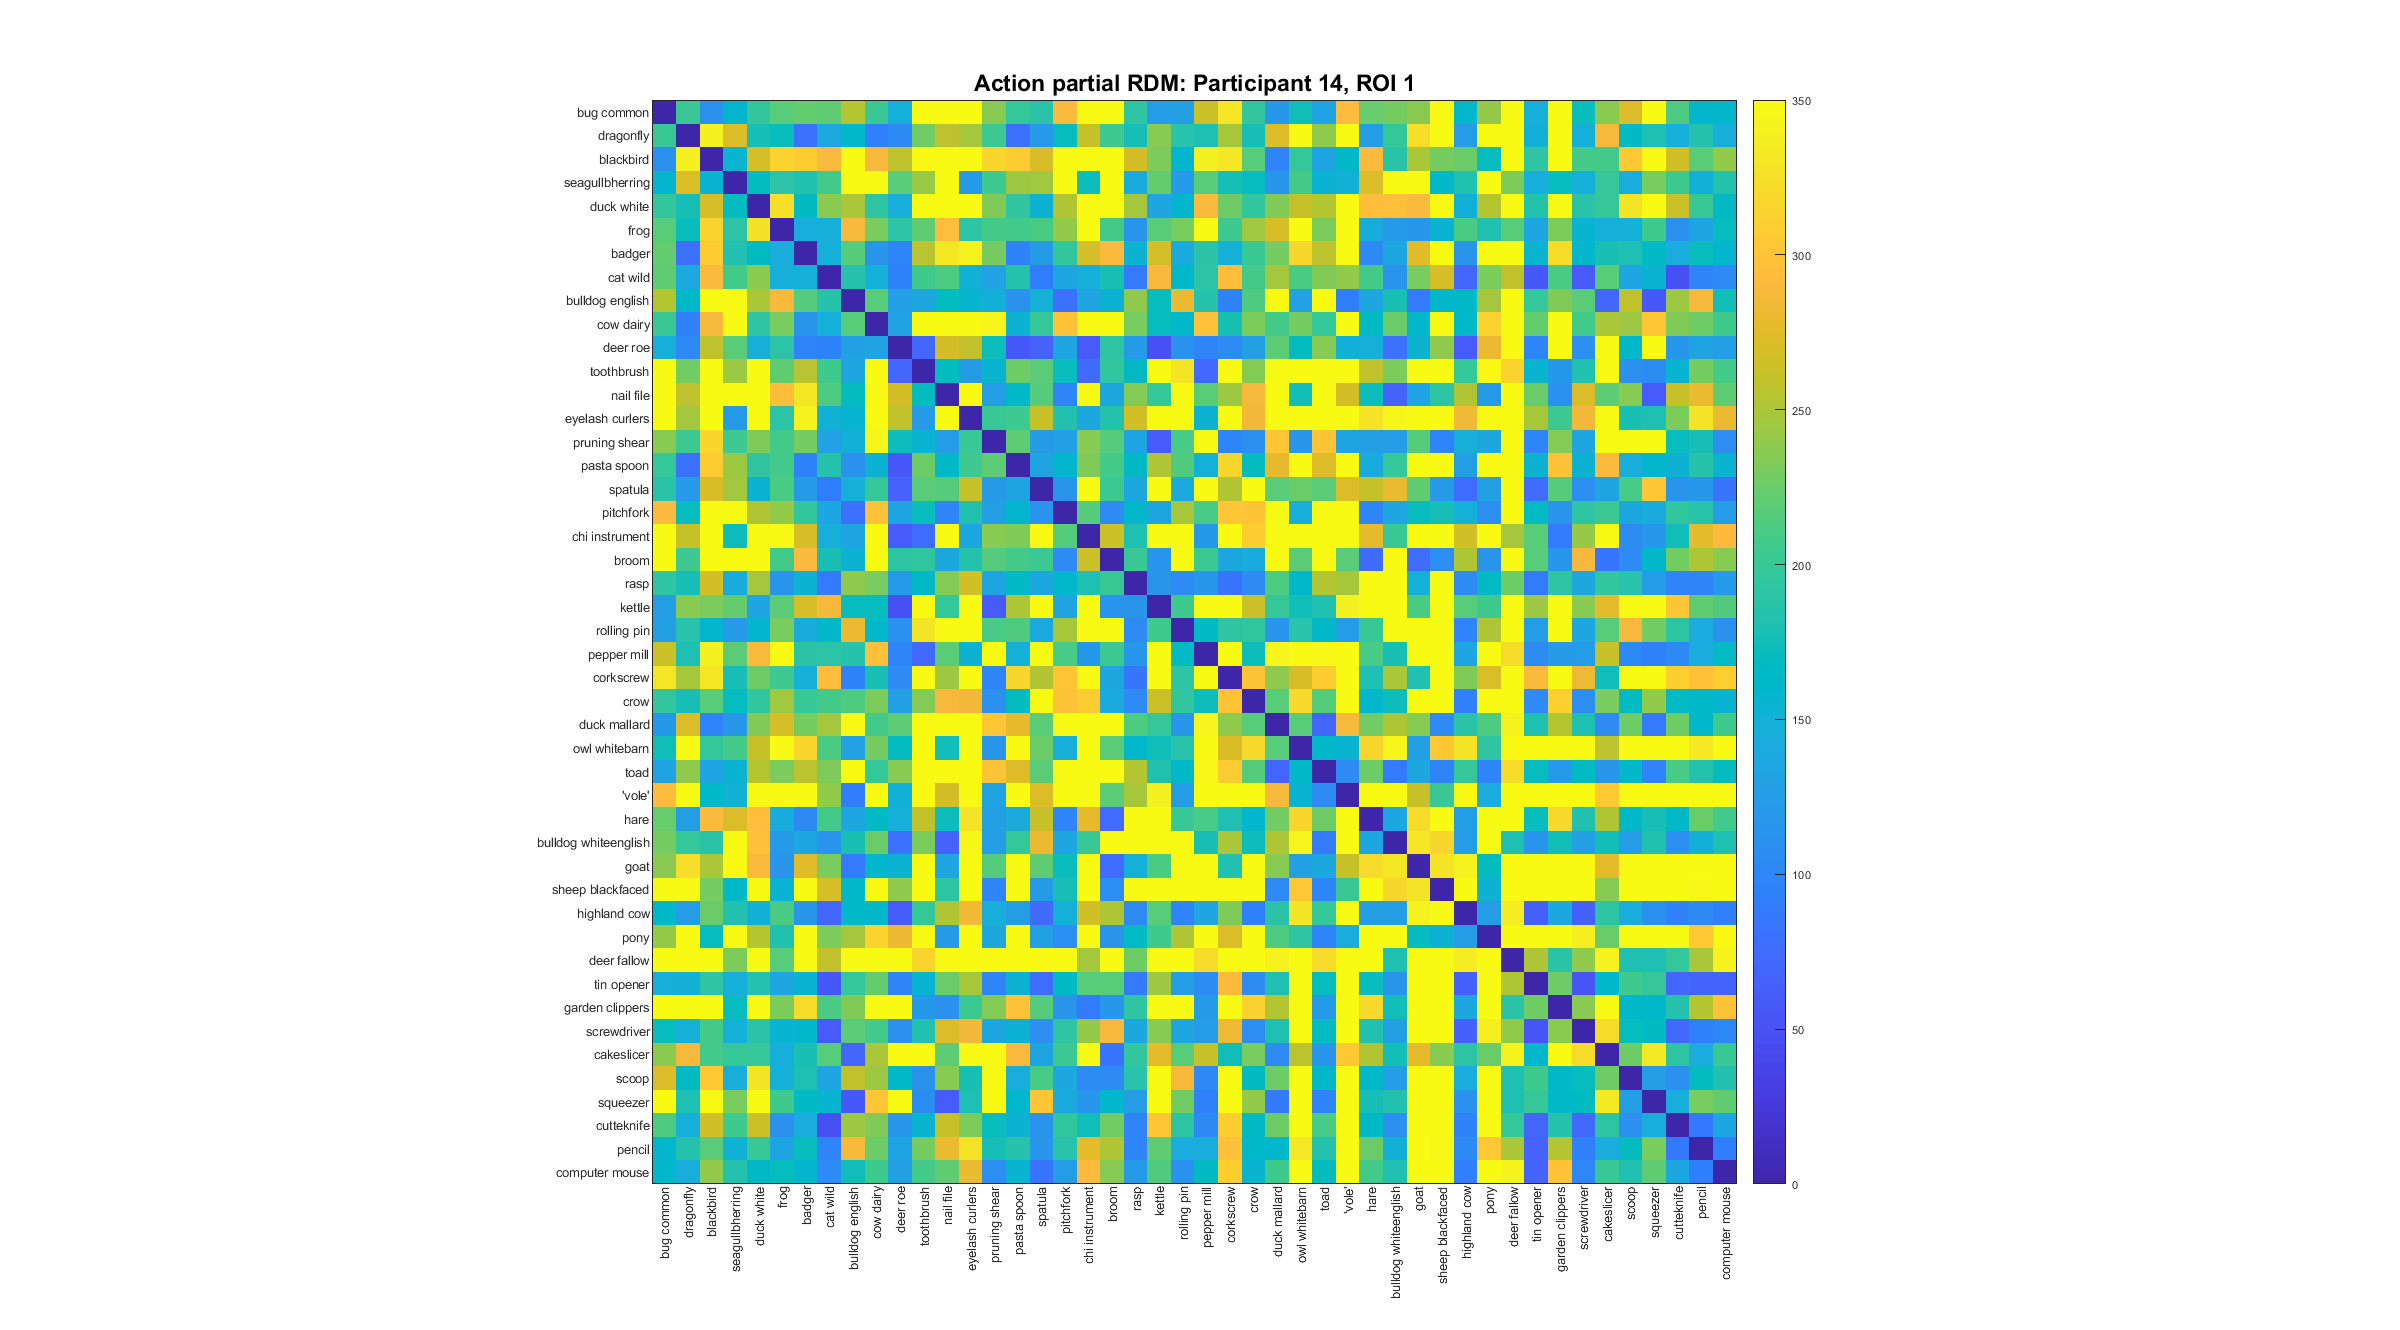 Action partial RDM: Participant 14, ROI 1
bug common
dragonfly
blackbird
seagullbherring
duck white
frog
badger
cat wild
bulldog english
cow dairy
deer roe
toothbrush
nail file
eyelash curlers
pruning shear
pasta spoon
spatula
pitchfork
chi instrument
broom
rasp
kettle
rolling pin
pepper mill
corkscrew
crow
duck mallard
owl whitebarn
toad
'vole'
hare
bulldog whiteenglish
goat
sheep blackfaced
highland cow
pony
deer fallow
tin opener
garden clippers
screwdriver
cakeslicer
scoop
squeezer
cutteknife
pencil
computer mouse
bug common
dragonfly
blackbird
seagullbherring
duck white
frog
badger
cat wild
bulldog english
cow dairy
deer roe
toothbrush
nail file
eyelash curlers
pruning shear
pasta spoon
spatula
pitchfork
chi instrument
broom
rasp
kettle
rolling pin
pepper mill
corkscrew
crow
duck mallard
owl whitebarn
toad
'vole'
hare
bulldog whiteenglish
goat
sheep blackfaced
highland cow
pony
deer fallow
tin opener
garden clippers
screwdriver
cakeslicer
scoop
squeezer
cutteknife
pencil
computer mouse
350
300
250
200
150
100
50
0